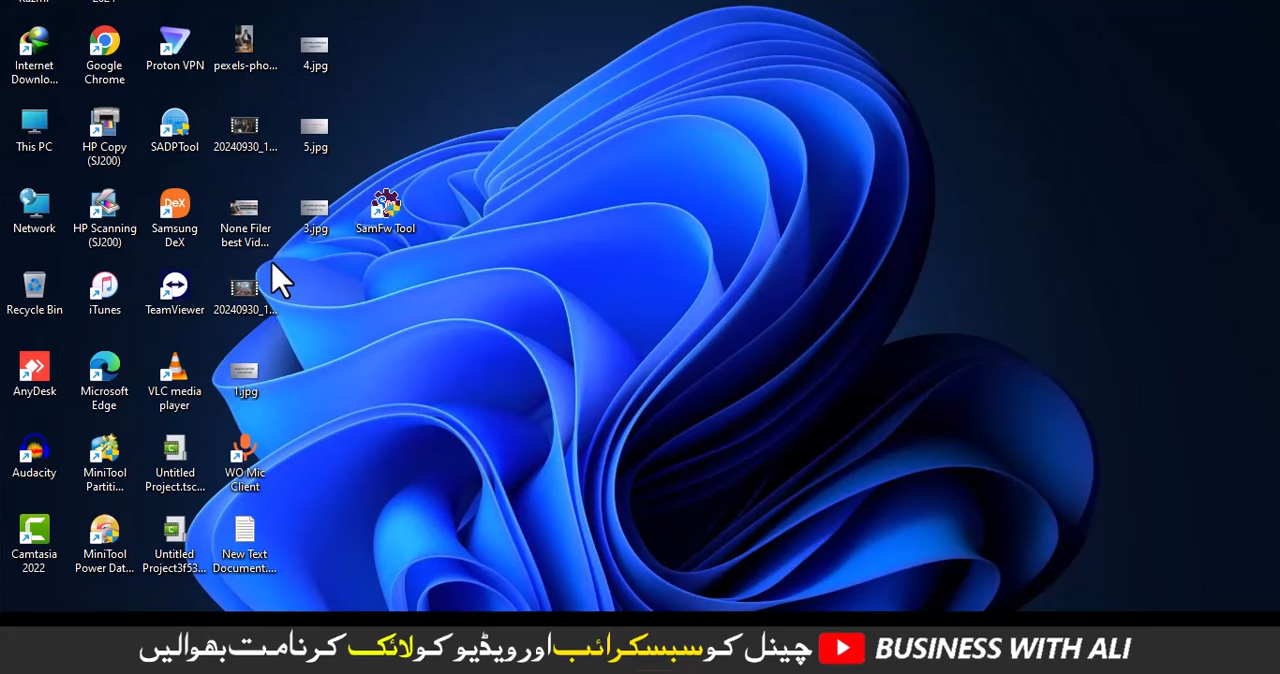 Internet
Downlo...
Google
Chrome
Proton VPN
pexels-pho...
4.jpg
This PC
HP Copy
(SJ200)
SADPTool
20240930_1...
5.jpg
Network
HP Scanning
(SJ200)
DeX
Samsung
DeX
None Filer
best Vid...
3.jpg
SamFw Tool
Recycle Bin
iTunes
TeamViewer
20240930_1...
AnyDesk
Microsoft
Edge
VLC media
player
1.jpg
Audacity
MiniTool
Partiti...
Untitled
Project.tsc...
WO Mic
Client
Camtasia
2022
MiniTool
Power Dat...
Untitled
Project3f53...
New Text
Document....
چینل کو سبسکرائب اور ویڈیو کو لائک کرنا مت بھولیں
BUSINESS WITH ALI